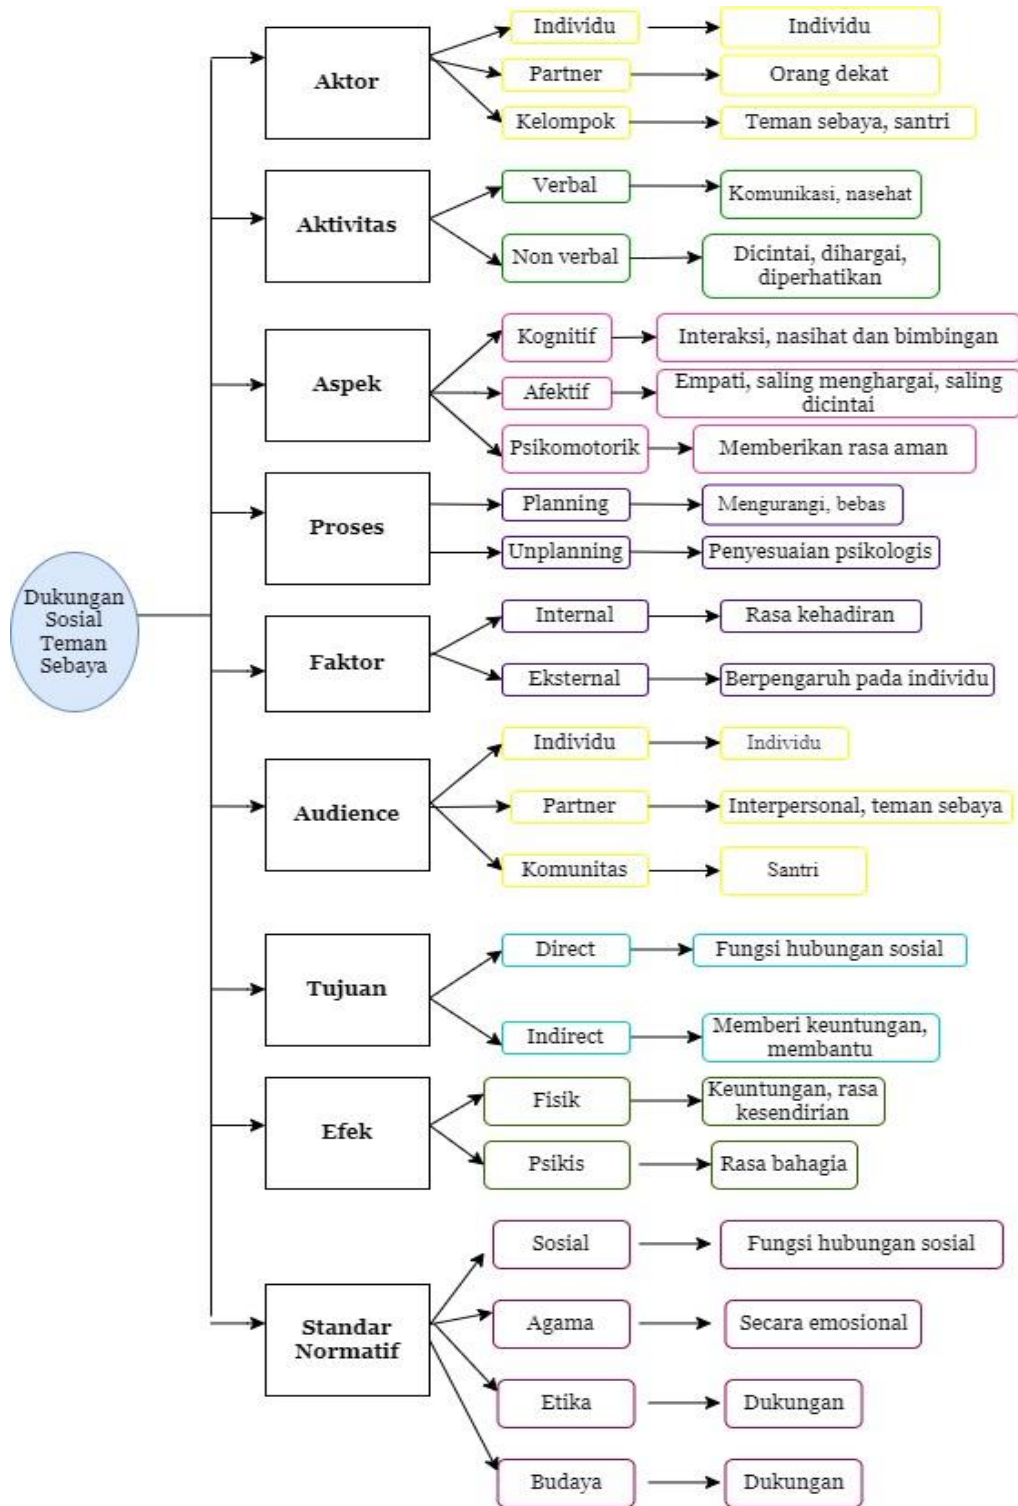 Dukungan
Sosial
Teman
Sebaya
Aktor
Individu
Individu
Partner
Orang dekat
Kelompok
Teman sebaya, santri
Aktivitas
Verbal
Komunikasi, nasehat
Non verbal
Dicintai, dihargai,
diperhatikan
Aspek
Kognitif
Interaksi, nasihat dan bimbingan
Afektif
Empati, saling menghargai, saling
dicintai
Psikomotorik
Memberikan rasa aman
Proses
Planning
Mengurangi, bebas
Unplanning
Penyesuaian psikologis
Faktor
Internal
Rasa kehadiran
Eksternal
Berpengaruh pada individu
Audience
Individu
Individu
Partner
Interpersonal, teman sebaya
Komunitas
Santri
Tujuan
Direct
Fungsi hubungan sosial
Indirect
Memberi keuntungan,
membantu
Efek
Fisik
Keuntungan, rasa
kesendirian
Psikis
Rasa bahagia
Standar
Normatif
Sosial
Fungsi hubungan sosial
Agama
Secara emosional
Etika
Dukungan
Budaya
Dukungan